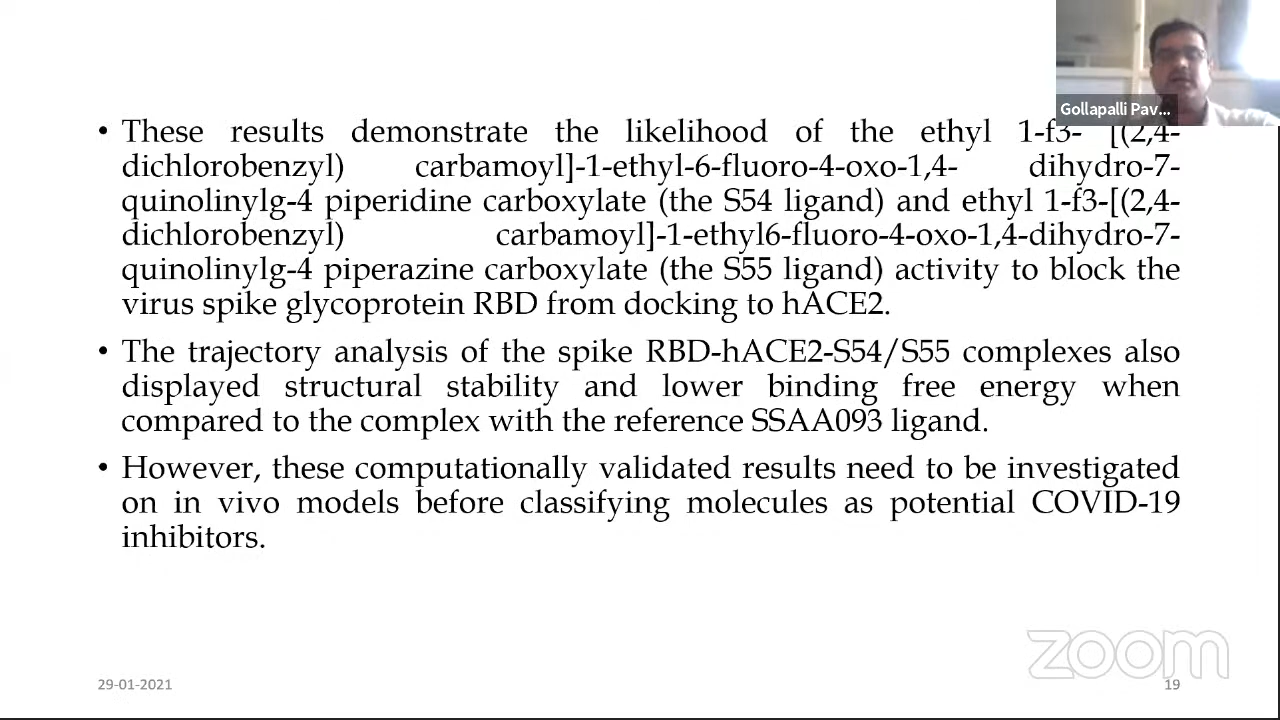 Gollapalli Pav...
• These results demonstrate the likelihood of the ethyl 1-f3- [(2,4-
dichlorobenzyl) carbamoyl]-1-ethyl-6-fluoro-4-oxo-1,4- dihydro-7-
quinolinylg-4 piperidine carboxylate (the S54 ligand) and ethyl 1-f3-[(2,4-
dichlorobenzyl) carbamoyl]-1-ethyl6-fluoro-4-oxo-1,4-dihydro-7-
quinolinylg-4 piperazine carboxylate (the S55 ligand) activity to block the
virus spike glycoprotein RBD from docking to hACE2.
• The trajectory analysis of the spike RBD-hACE2-S54/S55 complexes also
displayed structural stability and lower binding free energy when
compared to the complex with the reference SSAA093 ligand.
• However, these computationally validated results need to be investigated
on in vivo models before classifying molecules as potential COVID-19
inhibitors.
zoom
29-01-2021
19